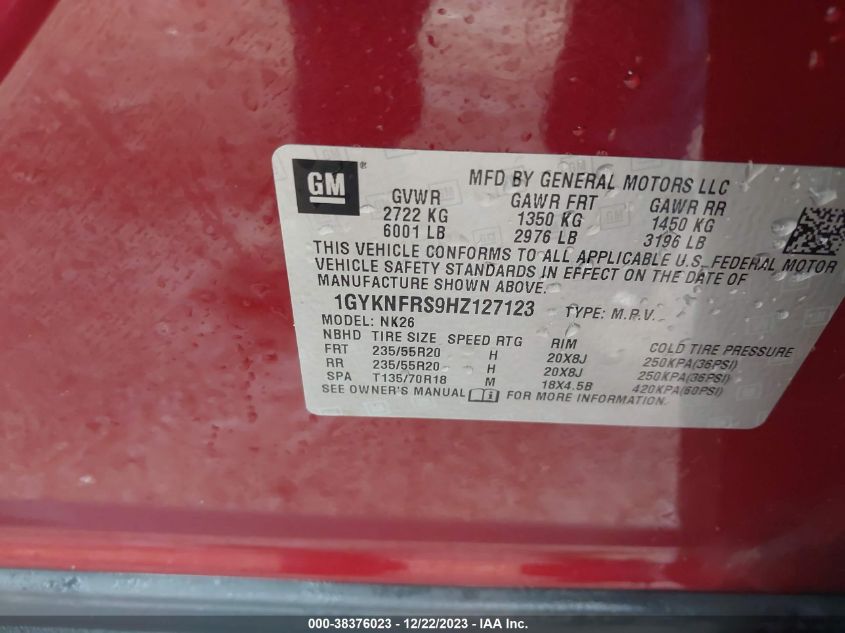 GM ®
MFD BY GENERAL MOTORS LLC
GVWR GAWR FRT GAWR RR
2722 KG 1350 KG 1450 KG
6001 LB 2976 LB 3196 LB
THIS VEHICLE CONFORMS TO ALL APPLICABLE U.S. FEDERAL MOTOR
VEHICLE SAFETY STANDARDS IN EFFECT ON THE DATE OF
MANUFACTURE SHOWN ABOVE.
1GYKNFRS9HZ127123 TYPE: M.P.V.
MODEL: NK26
NBHD TIRE SIZE SPEED RTG RIM COLD TIRE PRESSURE
FRT 235/55R20 H 20X8J 250KPA(36PSI)
RR 235/55R20 H 20X8J 250KPA(36PSI)
SPA T135/70R18 M 18X4.5B 420KPA(60PSI)
SEE OWNER'S MANUAL FOR MORE INFORMATION.
000-38376023 - 12/22/2023 - IAA Inc.